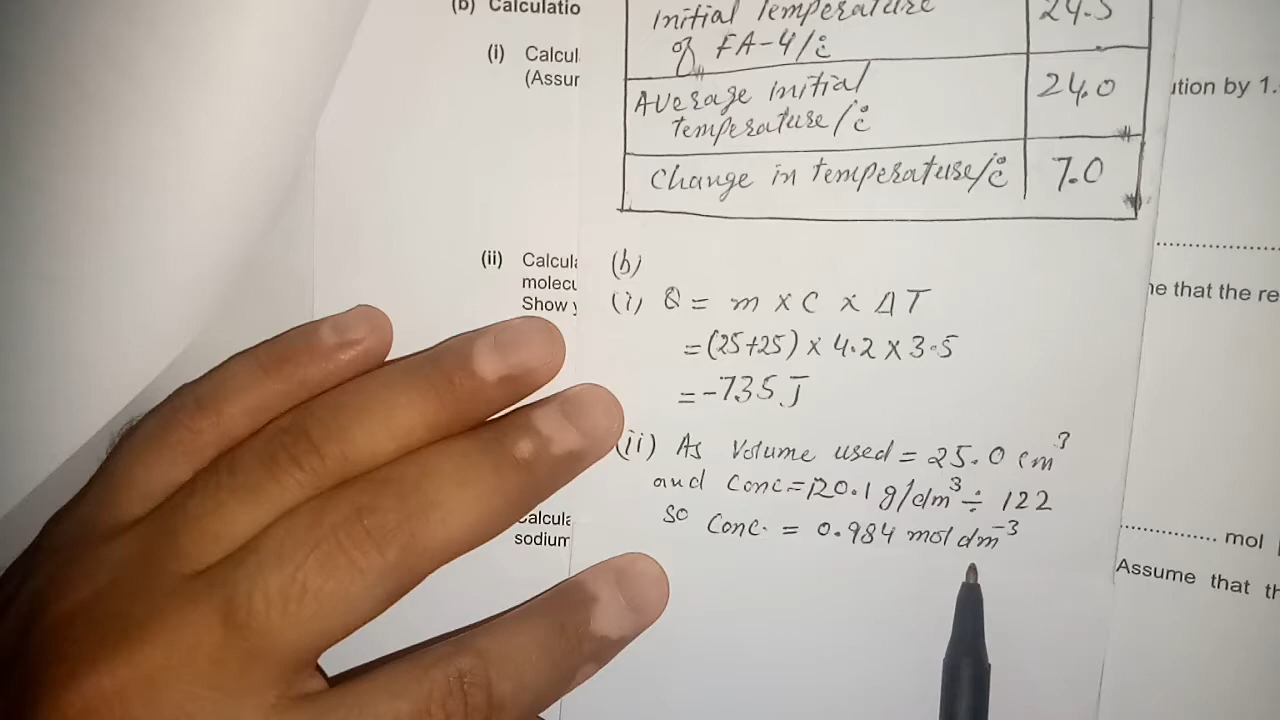 (b) Calculatio
(i) Calcul
(Assur
Initial Temperature
of FA-4/°C
24.5
Average initial
temperature/°C
24.0
Change in temperature/°C
7.0
ution by 1.
(ii) Calcula
molecu
Show y
(b)
(i) Q = m × C × ΔT
= (25+25) × 4.2 × 3.5
= -735 J
(ii) As Volume used = 25.0 cm³
and Conc = 120.1 g/dm³ ÷ 122
so Conc. = 0.984 mol dm⁻³
ne that the re
Calcula
sodium
mol
Assume that th